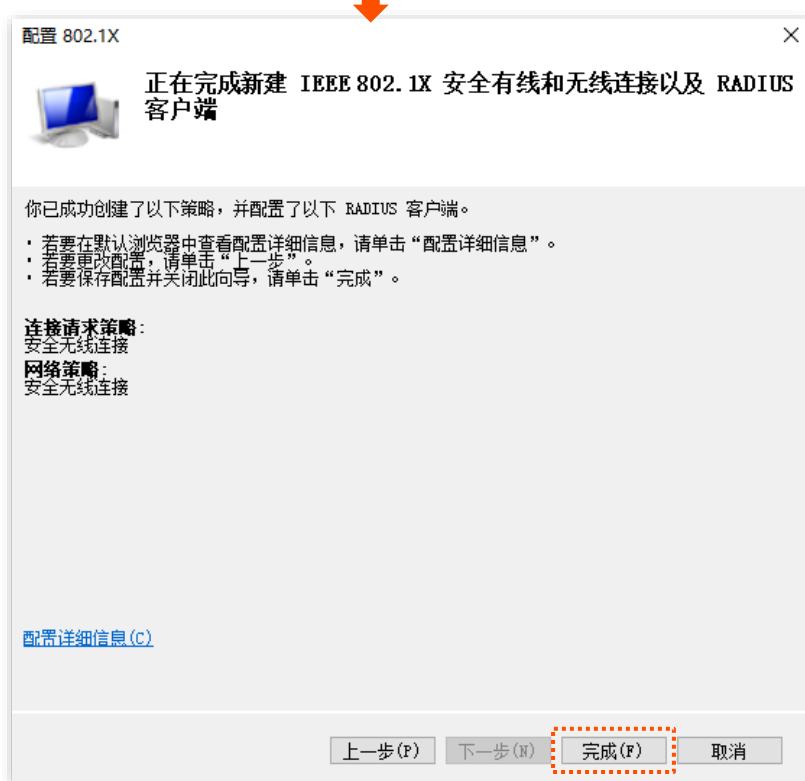 配置 802.1X
正在完成新建 IEEE 802.1X 安全有线和无线连接以及 RADIUS
客户端
你已成功创建了以下策略，并配置了以下 RADIUS 客户端。
· 若要在默认浏览器中查看配置详细信息，请单击“配置详细信息”。
· 若要更改配置，请单击“上一步”。
· 若要保存配置并关闭此向导，请单击“完成”。
连接请求策略：
安全无线连接
网络策略：
安全无线连接
配置详细信息(C)
上一步(P) 下一步(N) 完成(F) 取消